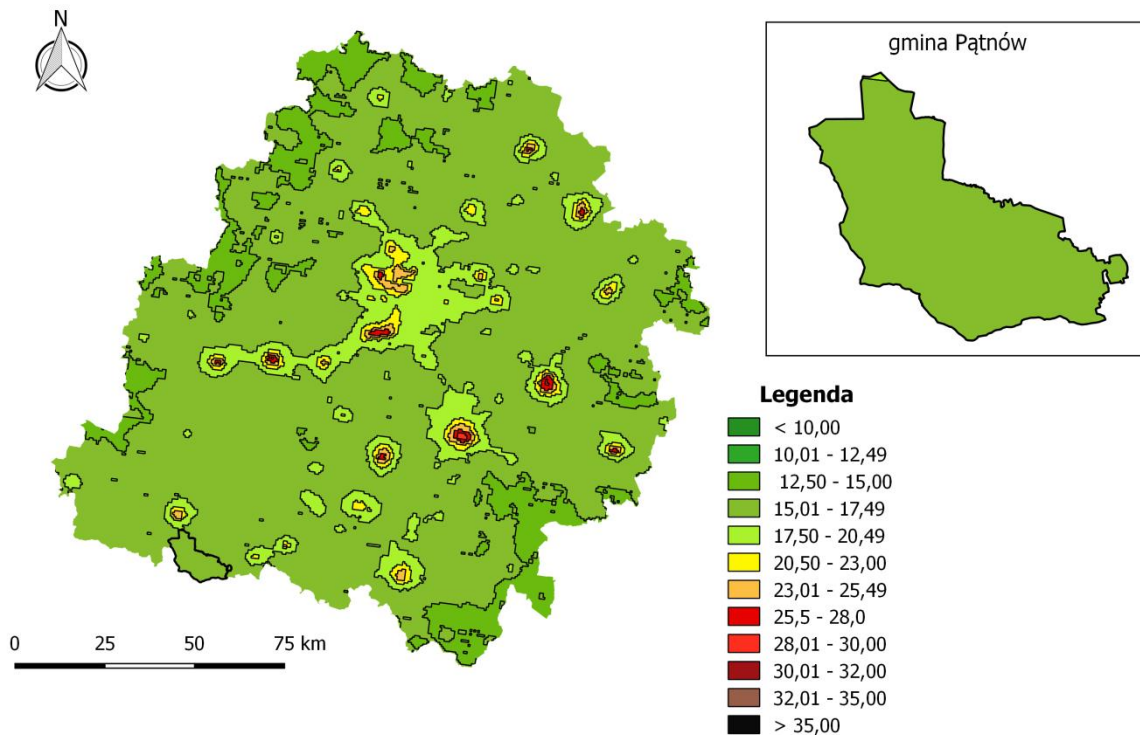 N
gmina Pątnów
Legenda
< 10,00
10,01 - 12,49
12,50 - 15,00
15,01 - 17,49
17,50 - 20,49
20,50 - 23,00
23,01 - 25,49
25,5 - 28,0
28,01 - 30,00
30,01 - 32,00
32,01 - 35,00
> 35,00
0 25 50 75 km